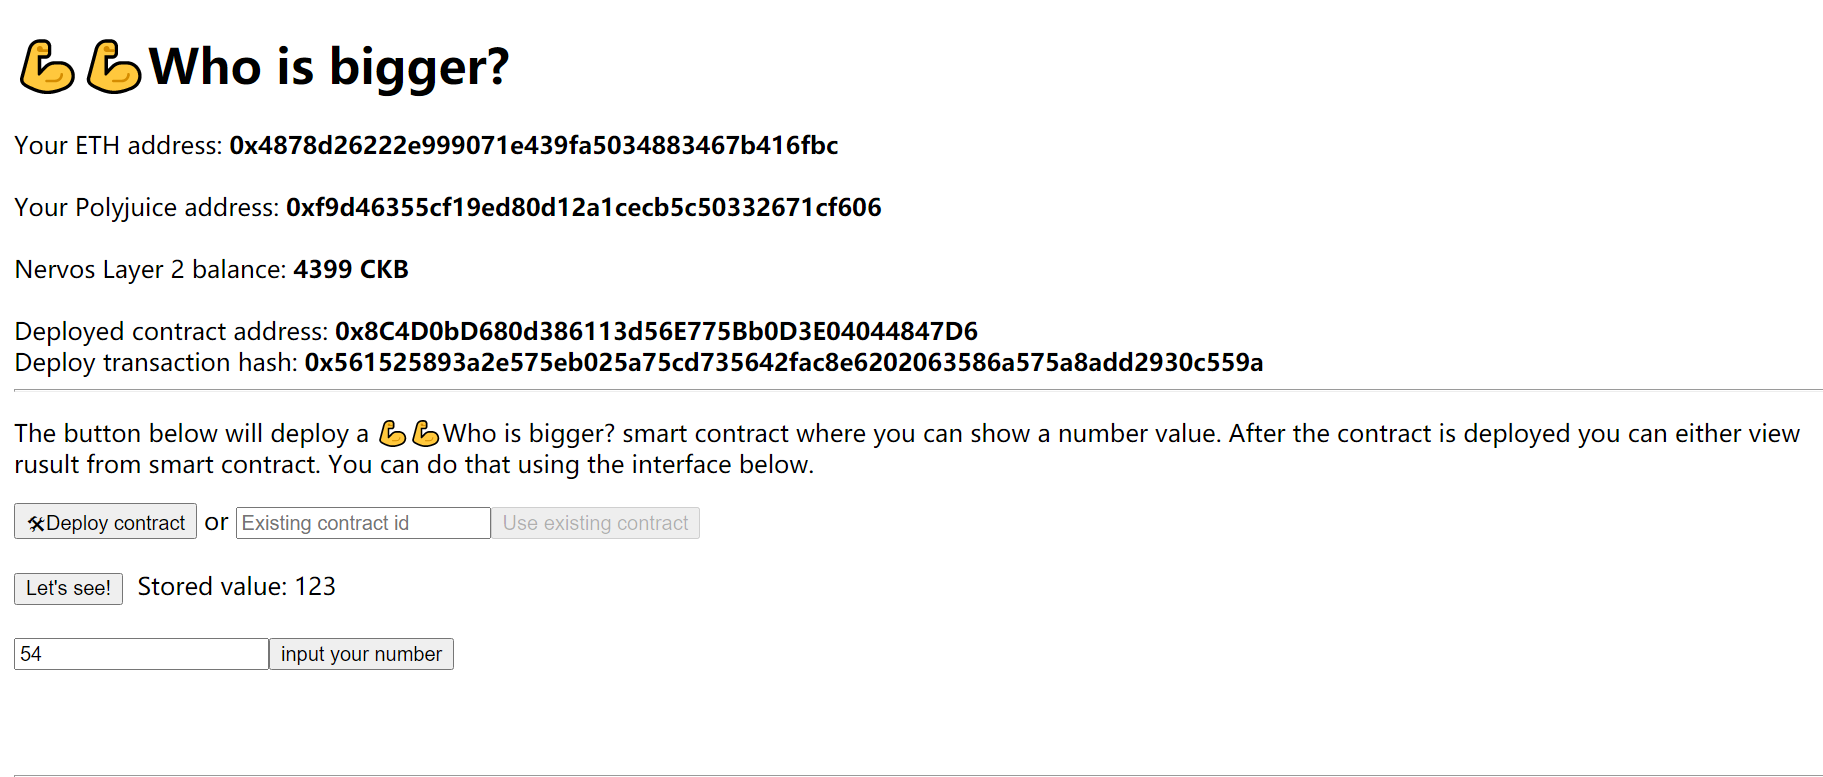 💪💪Who is bigger?
Your ETH address: 0x4878d26222e999071e439fa5034883467b416fbc
Your Polyjuice address: 0xf9d46355cf19ed80d12a1cecb5c50332671cf606
Nervos Layer 2 balance: 4399 CKB
Deployed contract address: 0x8C4D0bD680d386113d56E775Bb0D3E04044847D6
Deploy transaction hash: 0x561525893a2e575eb025a75cd735642fac8e6202063586a575a8add2930c559a
The button below will deploy a 💪💪Who is bigger? smart contract where you can show a number value. After the contract is deployed you can either view
rusult from smart contract. You can do that using the interface below.
🛠Deploy contract or Existing contract id Use existing contract
Let's see! Stored value: 123
54 input your number